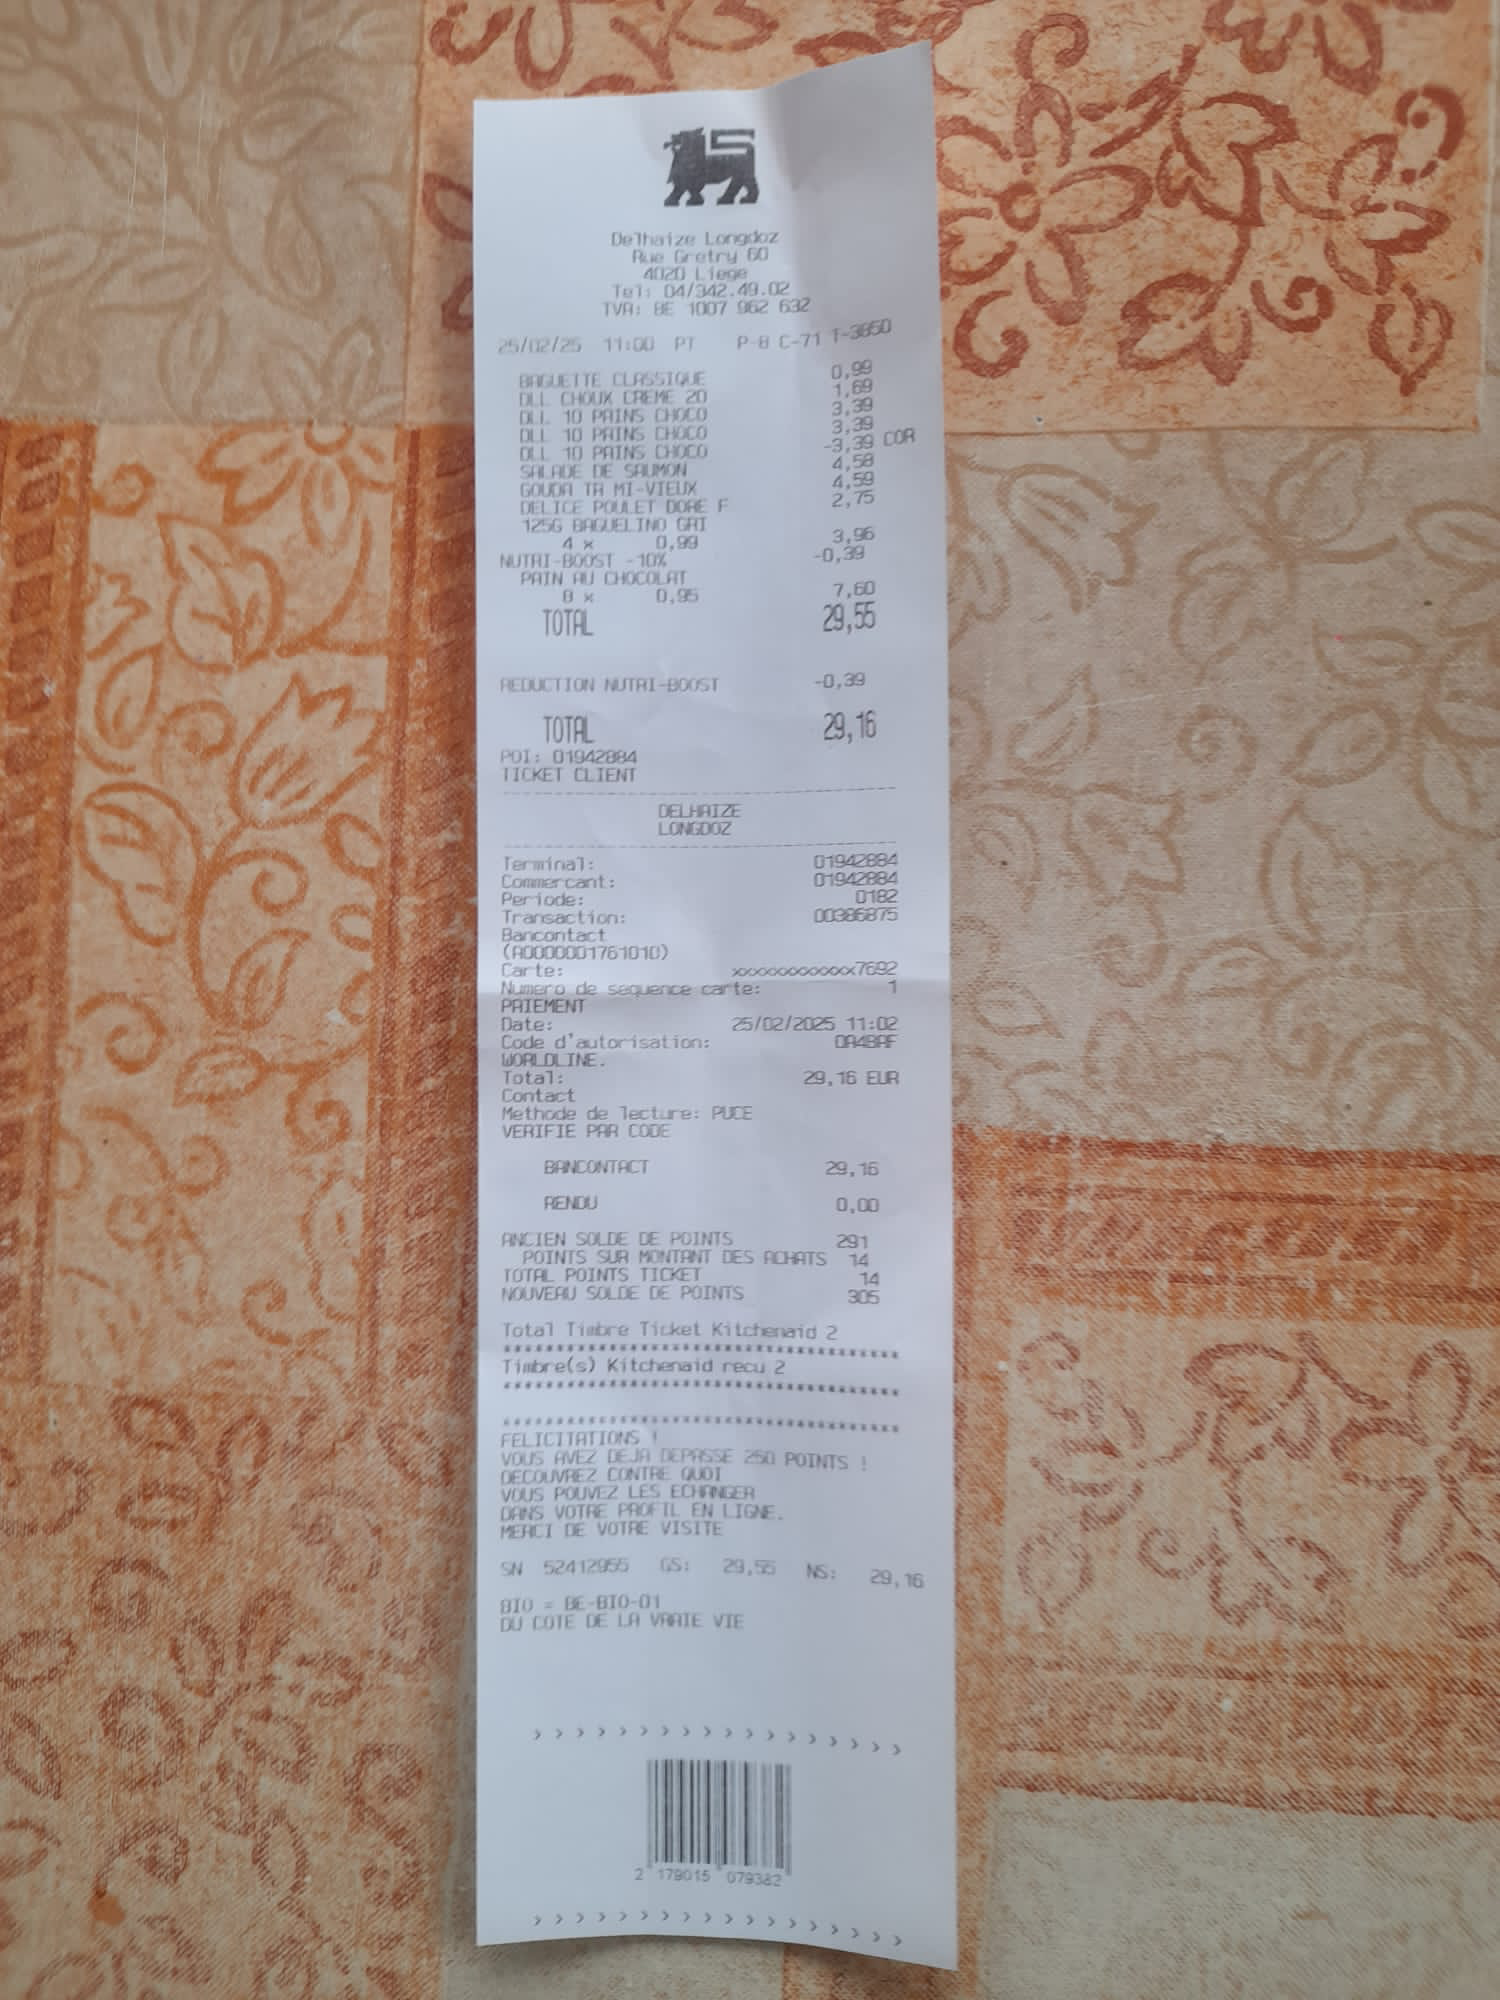 Delhaize Longdoz
Rue Gretry 60
4020 Liege
Tel: 04/342.49.02
TVA: BE 1007 962 632
25/02/25 11:00 PT P-8 C-71 T-3850
BAGUETTE CLASSIQUE 0,99
DLL CHOUX CREME 20 1,69
DLL 10 PAINS CHOCO 3,39
DLL 10 PAINS CHOCO 3,39
DLL 10 PAINS CHOCO -3,39 COR
SALADE DE SAUMON 4,58
GOUDA TR MI-VIEUX 4,59
DELICE POULET DORE F 2,75
125G BAGUELINO GRI
4 x 0,99 3,96
NUTRI-BOOST -10% -0,39
PAIN AU CHOCOLAT
8 x 0,95 7,60
TOTAL 29,55
REDUCTION NUTRI-BOOST -0,39
TOTAL 29,16
POI: 01942884
TICKET CLIENT
DELHAIZE
LONGDOZ
Terminal: 01942884
Commercant: 01942884
Periode: 0182
Transaction: 00386875
Bancontact
(A0000001761010)
Carte: xxxxxxxxxxxxx7692
Numero de sequence carte: 1
PAIEMENT
Date: 25/02/2025 11:02
Code d'autorisation: 0A4BAF
WORLDLINE.
Total: 29,16 EUR
Contact
Methode de lecture: PUCE
VERIFIE PAR CODE
BANCONTACT 29,16
RENDU 0,00
ANCIEN SOLDE DE POINTS 291
POINTS SUR MONTANT DES ACHATS 14
TOTAL POINTS TICKET 14
NOUVEAU SOLDE DE POINTS 305
Total Timbre Ticket Kitchenaid 2
****************************************
Timbre(s) Kitchenaid recu 2
****************************************
****************************************
FELICITATIONS !
VOUS AVEZ DEJA DEPASSE 250 POINTS !
DECOUVREZ CONTRE QUOI
VOUS POUVEZ LES ECHANGER
DANS VOTRE PROFIL EN LIGNE.
MERCI DE VOTRE VISITE
SN 52412955 GS: 29,55 NS: 29,16
BIO = BE-BIO-01
DU COTE DE LA VRAIE VIE
> > > > > > > > > > > > > > > > > >
2 179015 079382
> > > > > > > > > > > > > > > > > >